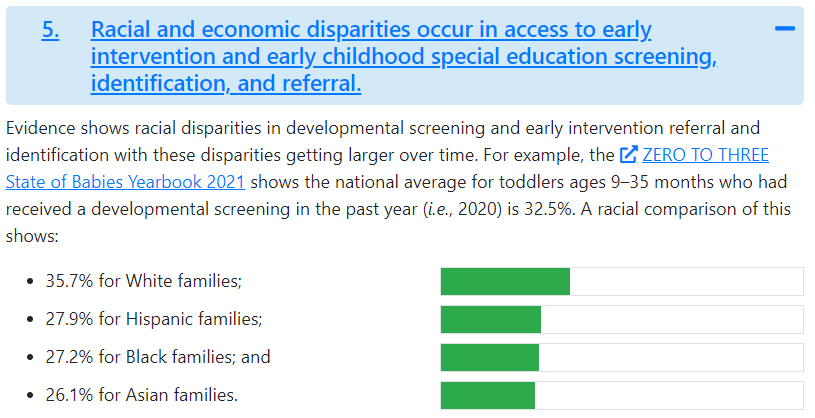 5. Racial and economic disparities occur in access to early
intervention and early childhood special education screening,
identification, and referral.
Evidence shows racial disparities in developmental screening and early intervention referral and
identification with these disparities getting larger over time. For example, the ZERO TO THREE
State of Babies Yearbook 2021 shows the national average for toddlers ages 9–35 months who had
received a developmental screening in the past year (i.e., 2020) is 32.5%. A racial comparison of this
shows:
• 35.7% for White families;
• 27.9% for Hispanic families;
• 27.2% for Black families; and
• 26.1% for Asian families.